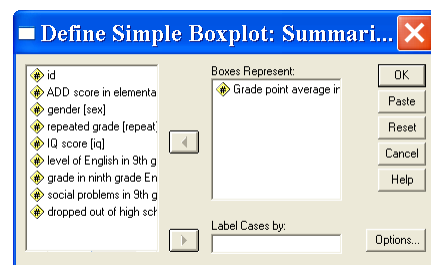 Define Simple Boxplot: Summari...
id
ADD score in elementa
gender [sex]
repeated grade [repeat]
IQ score [iq]
level of English in 9th g
grade in ninth grade En
social problems in 9th g
dropped out of high sch
Boxes Represent:
Grade point average in
Label Cases by:
OK
Paste
Reset
Cancel
Help
Options...